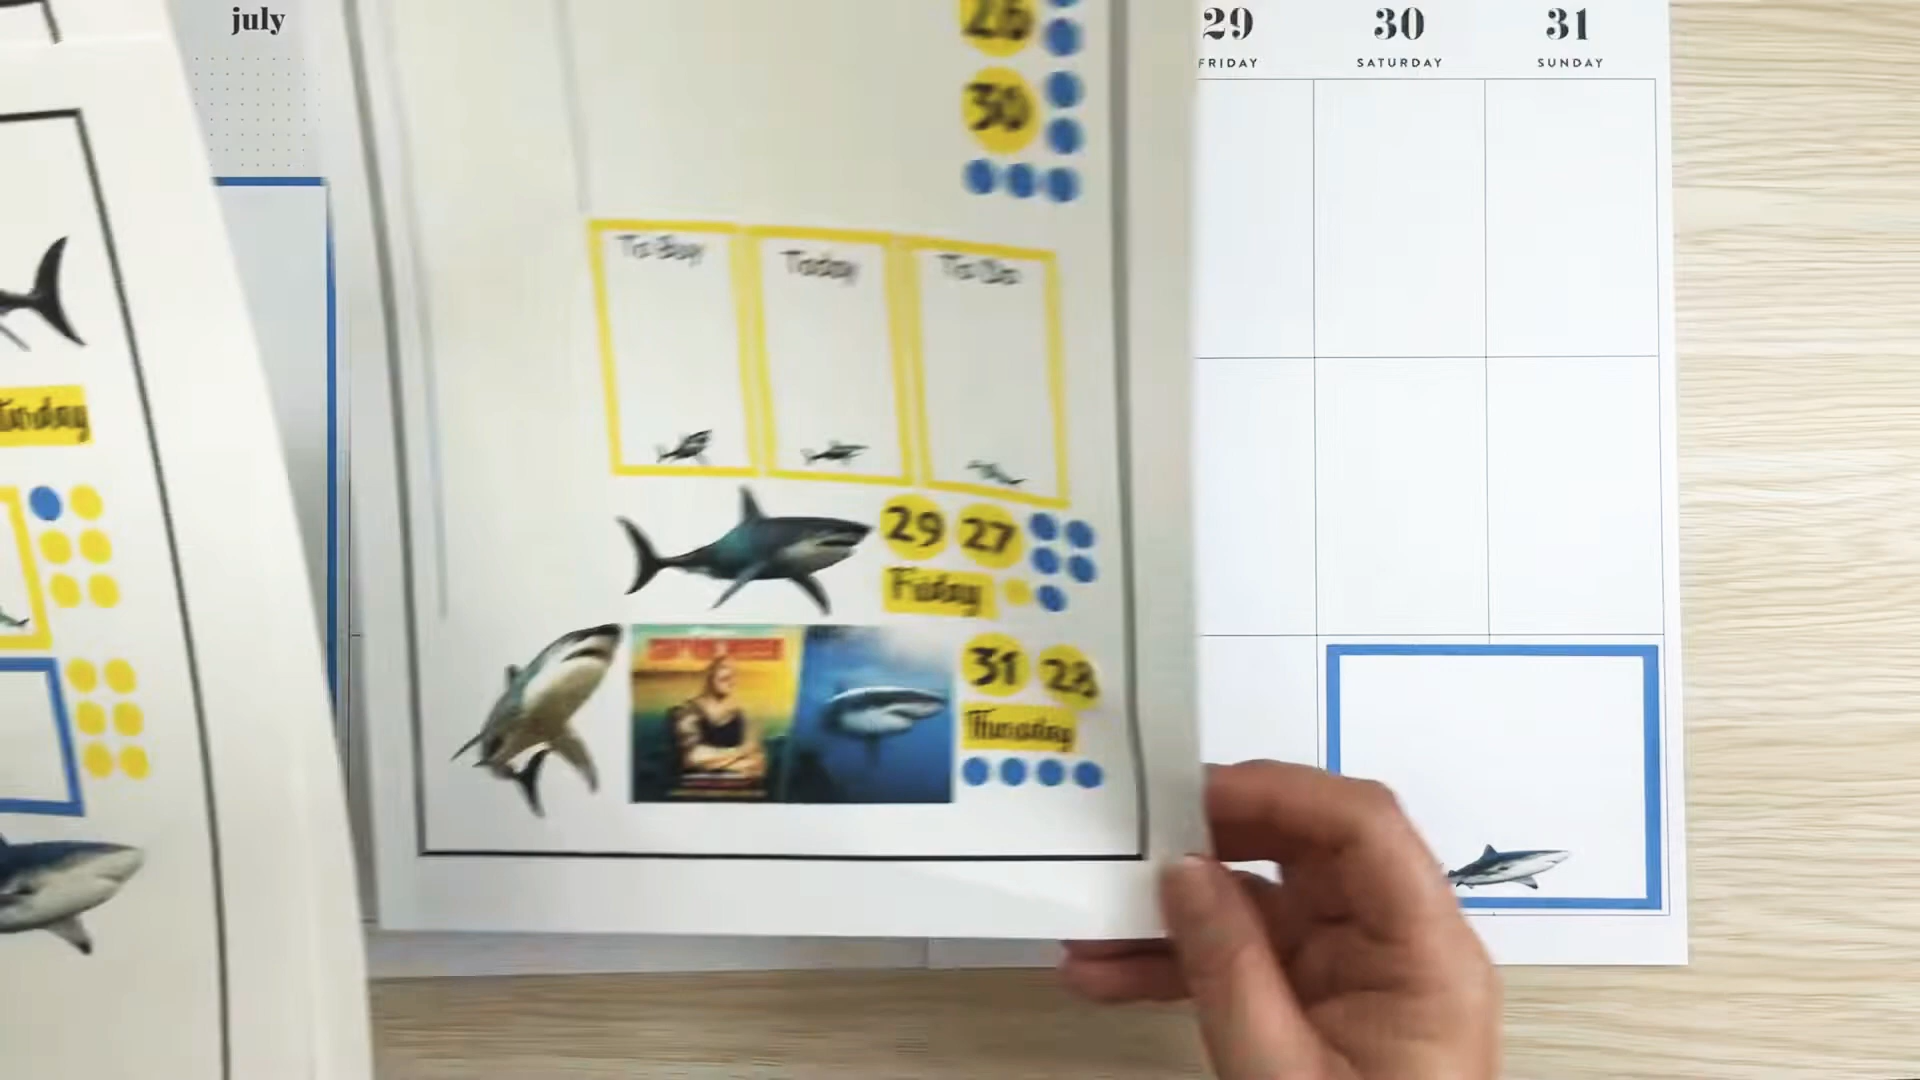 july
29
30
31
FRIDAY
SATURDAY
SUNDAY
26
30
To Buy
Today
To Do
29
27
Friday
31
28
Thursday